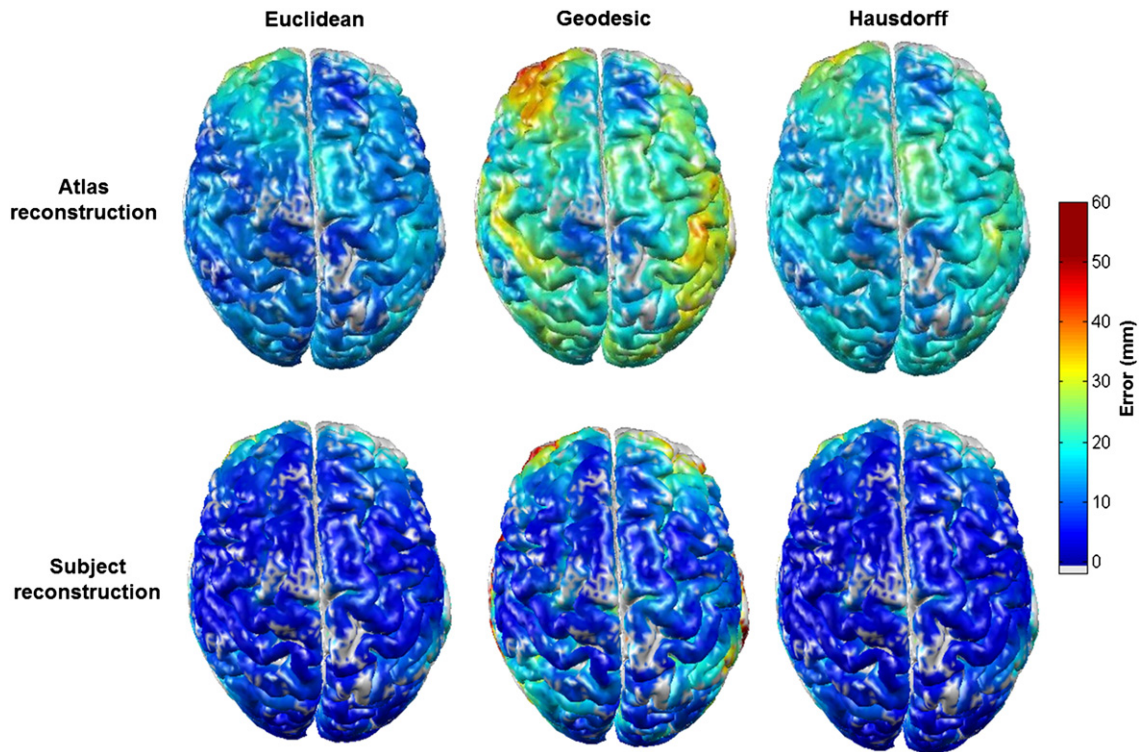 Euclidean
Geodesic
Hausdorff
Atlas
reconstruction
Subject
reconstruction
60
50
40
30
20
10
0
Error (mm)